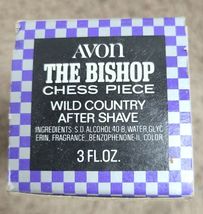 AVON
THE BISHOP
CHESS PIECE
WILD COUNTRY
AFTER SHAVE
INGREDIENTS: S.D. ALCOHOL 40-B, WATER, GLYC
ERIN, FRAGRANCE, BENZOPHENONE-11, COLOR
3 FL.OZ.